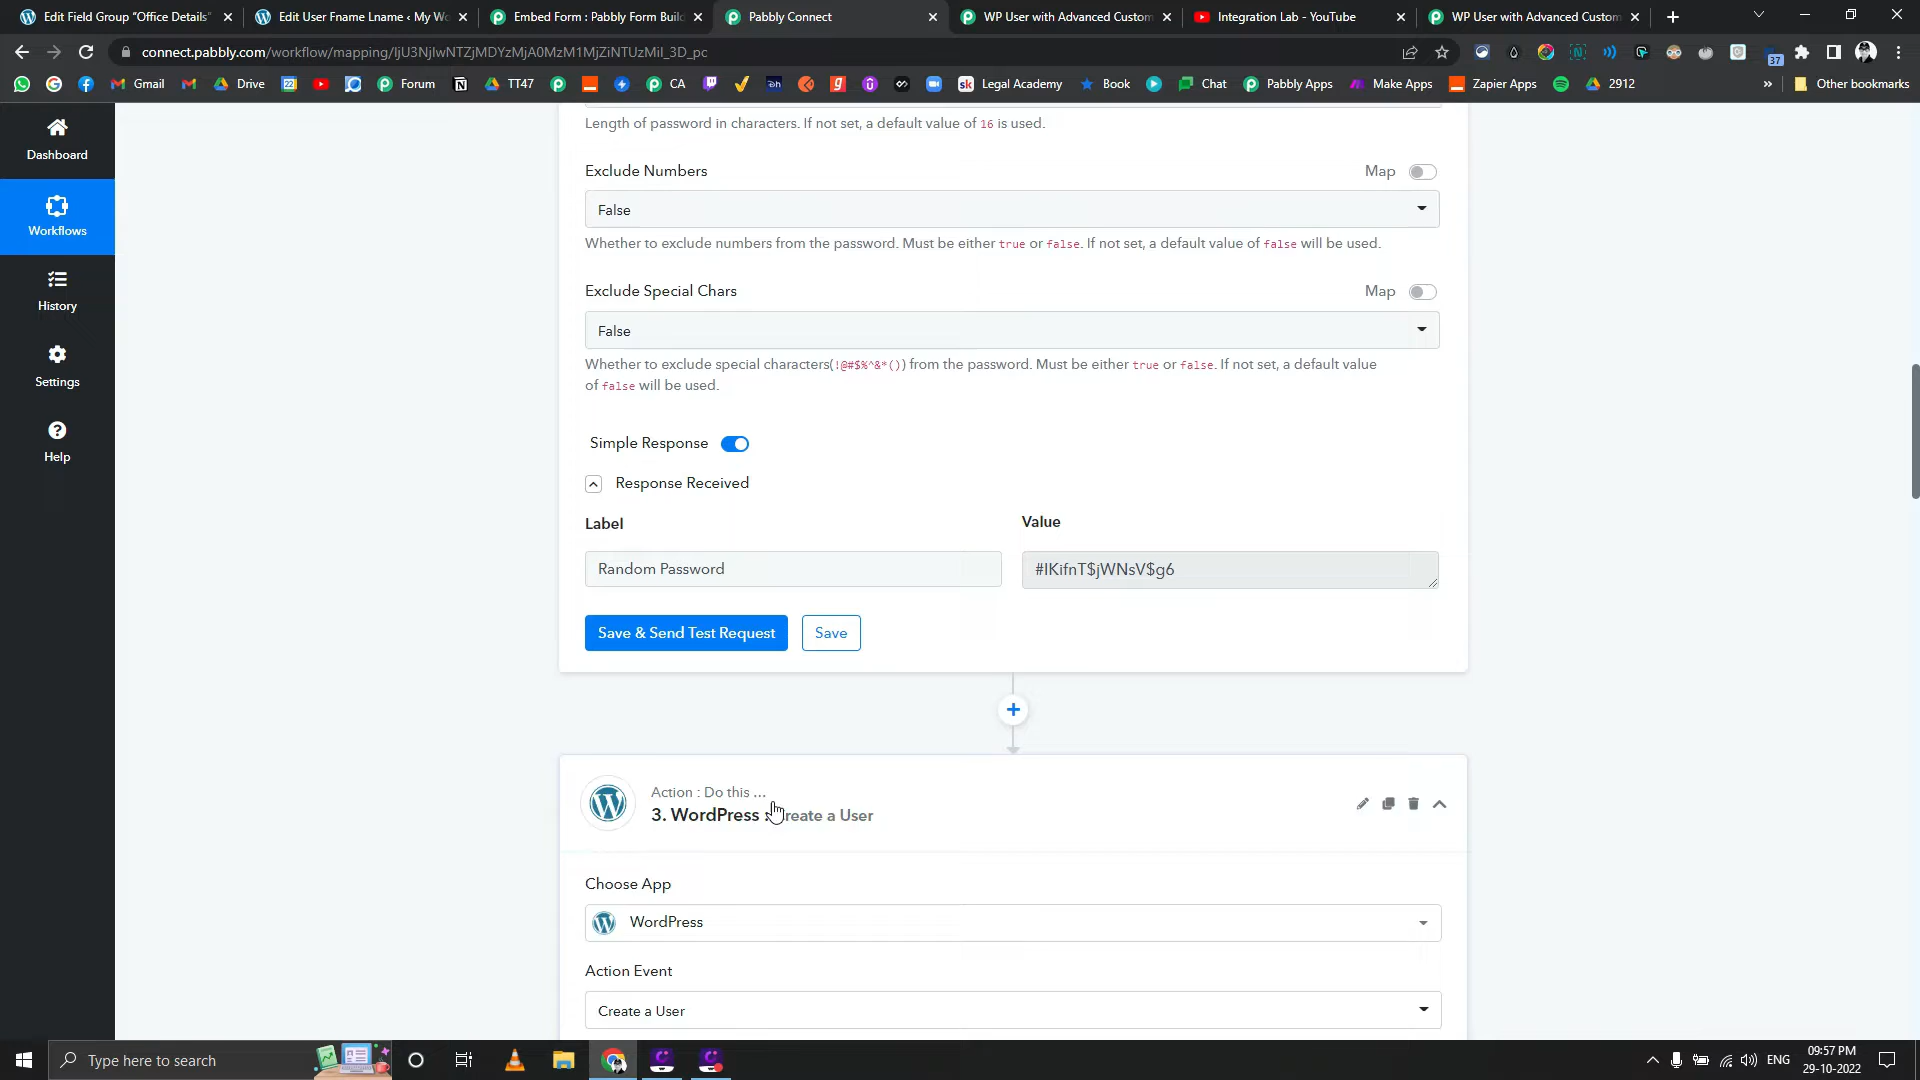 Edit Field Group "Office Details"
Edit User Fname Lname ‹ My Wo
Embed Form : Pabbly Form Buil
Pabbly Connect
WP User with Advanced Custom
Integration Lab - YouTube
WP User with Advanced Custom
connect.pabbly.com/workflow/mapping/IjU3NjIwNTZjMDYzMjA0MzM1MjZiNTUzMiI_3D_pc
37
Gmail
Drive
Forum
TT47
CA
Legal Academy
Book
Chat
Pabbly Apps
Make Apps
Zapier Apps
2912
»
Other bookmarks
Dashboard
Workflows
History
Settings
Help
Length of password in characters. If not set, a default value of 16 is used.
Exclude Numbers
Map
False
Whether to exclude numbers from the password. Must be either true or false. If not set, a default value of false will be used.
Exclude Special Chars
Map
False
Whether to exclude special characters(!@#$%^&*()) from the password. Must be either true or false. If not set, a default value
of false will be used.
Simple Response
Response Received
Label
Value
Random Password
#IKifnT$jWNsV$g6
Save & Send Test Request
Save
Action : Do this ...
3. WordPress : Create a User
Choose App
WordPress
Action Event
Create a User
Type here to search
ENG
09:57 PM
29-10-2022